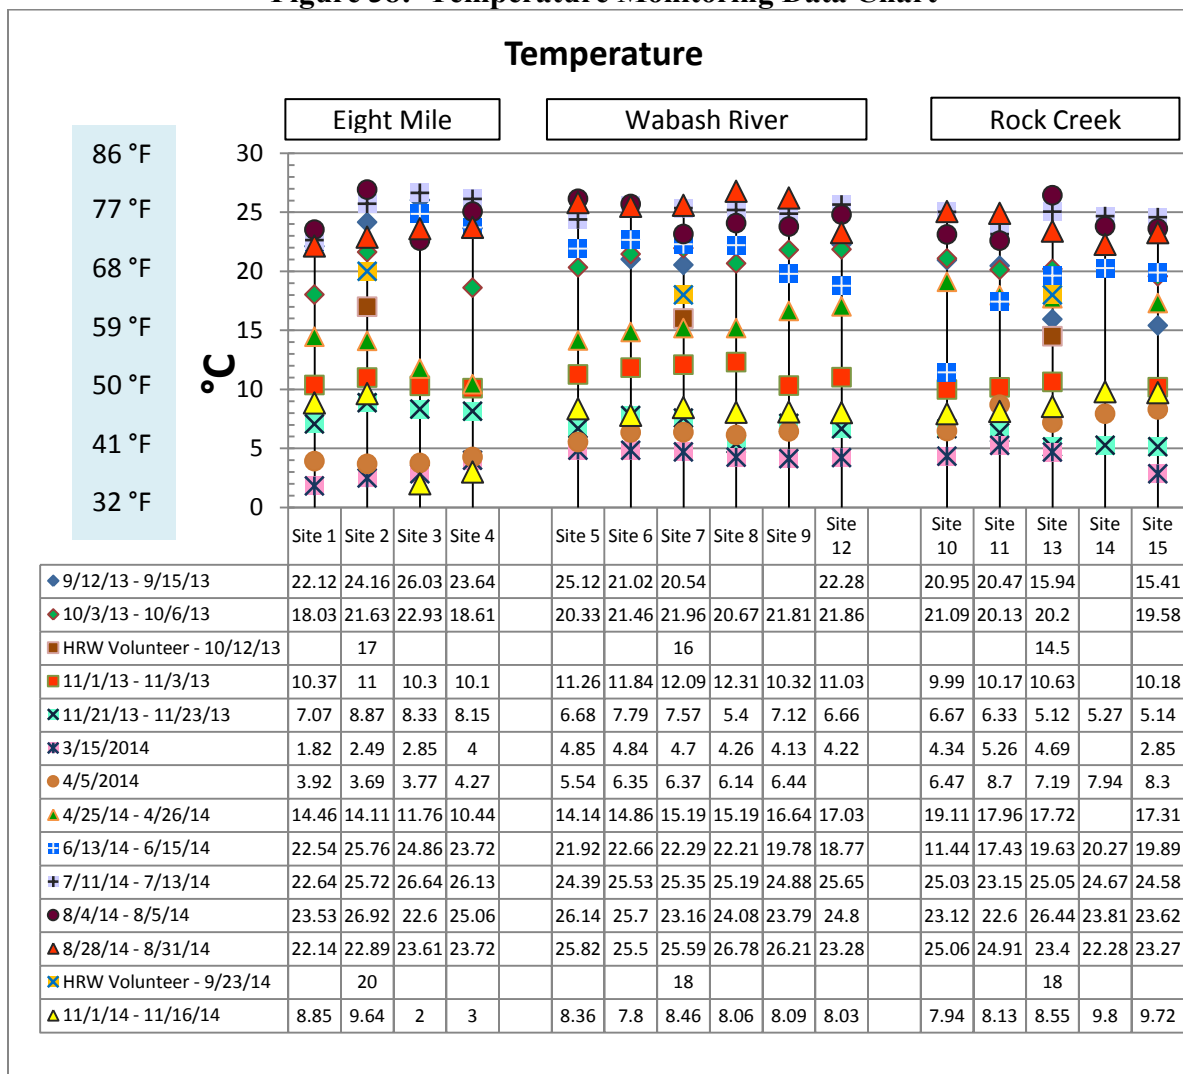 Figure 38: Temperature Monitoring Data Chart
Temperature
Eight Mile Wabash River Rock Creek
86 °F 30
77 °F 25
68 °F 20
59 °F 15
50 °F 10
41 °F 5
32 °F 0
°C
Site 1 Site 2 Site 3 Site 4 Site 5 Site 6 Site 7 Site 8 Site 9 Site 12 Site 10 Site 11 Site 13 Site 14 Site 15
9/12/13 - 9/15/13 22.12 24.16 26.03 23.64 25.12 21.02 20.54 22.28 20.95 20.47 15.94 15.41
10/3/13 - 10/6/13 18.03 21.63 22.93 18.61 20.33 21.46 21.96 20.67 21.81 21.86 21.09 20.13 20.2 19.58
HRW Volunteer - 10/12/13 17 16 14.5
11/1/13 - 11/3/13 10.37 11 10.3 10.1 11.26 11.84 12.09 12.31 10.32 11.03 9.99 10.17 10.63 10.18
11/21/13 - 11/23/13 7.07 8.87 8.33 8.15 6.68 7.79 7.57 5.4 7.12 6.66 6.67 6.33 5.12 5.27 5.14
3/15/2014 1.82 2.49 2.85 4 4.85 4.84 4.7 4.26 4.13 4.22 4.34 5.26 4.69 2.85
4/5/2014 3.92 3.69 3.77 4.27 5.54 6.35 6.37 6.14 6.44 6.47 8.7 7.19 7.94 8.3
4/25/14 - 4/26/14 14.46 14.11 11.76 10.44 14.14 14.86 15.19 15.19 16.64 17.03 19.11 17.96 17.72 17.31
6/13/14 - 6/15/14 22.54 25.76 24.86 23.72 21.92 22.66 22.29 22.21 19.78 18.77 11.44 17.43 19.63 20.27 19.89
7/11/14 - 7/13/14 22.64 25.72 26.64 26.13 24.39 25.53 25.35 25.19 24.88 25.65 25.03 23.15 25.05 24.67 24.58
8/4/14 - 8/5/14 23.53 26.92 22.6 25.06 26.14 25.7 23.16 24.08 23.79 24.8 23.12 22.6 26.44 23.81 23.62
8/28/14 - 8/31/14 22.14 22.89 23.61 23.72 25.82 25.5 25.59 26.78 26.21 23.28 25.06 24.91 23.4 22.28 23.27
HRW Volunteer - 9/23/14 20 18 18
11/1/14 - 11/16/14 8.85 9.64 2 3 8.36 7.8 8.46 8.06 8.09 8.03 7.94 8.13 8.55 9.8 9.72